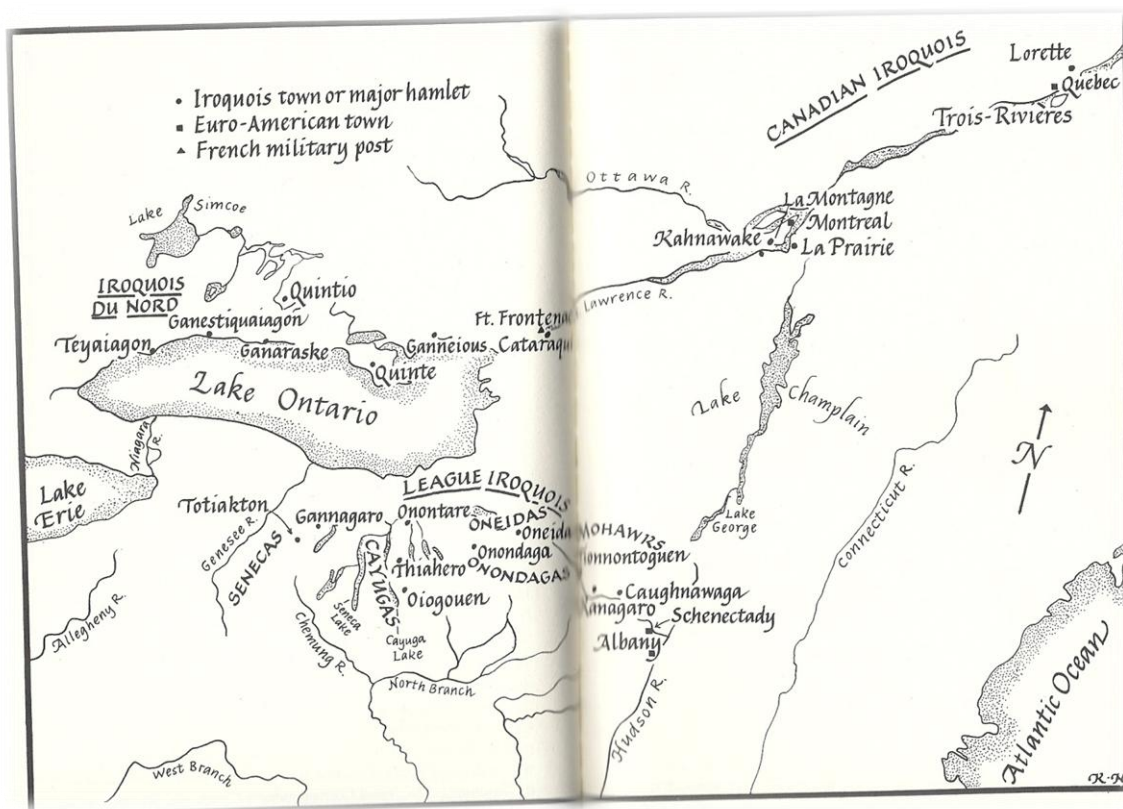 • Iroquois town or major hamlet
■ Euro-American town
▲ French military post
CANADIAN IROQUOIS
Lorette
Quebec
Trois-Rivières
Ottawa R.
La Montagne
Montreal
Kahnawake
La Prairie
Lawrence R.
Lake Simcoe
IROQUOIS
DU NORD
Quintio
Ganestiquaiagon
Ft. Frontenac
Teyaiagon
Ganaraske
Ganneious
Cataraqui
Quinte
Lake Ontario
Lake Champlain
Niagara
R.
N
Connecticut R.
Lake
Erie
LEAGUE IROQUOIS
Lake
George
Totiakton
Gannagaro
Onontare
ONEIDAS
Oneida
MOHAWKS
Tionnontoguen
Genesee R.
SENECAS
CAYUGAS
Onondaga
Thiahero
ONONDAGAS
Caughnawaga
Oiogouen
Kanagaro
Schenectady
Allegheny R.
Seneca
Lake
Chemung R.
Cayuga
Lake
Albany
North Branch
Hudson R.
Atlantic Ocean
West Branch